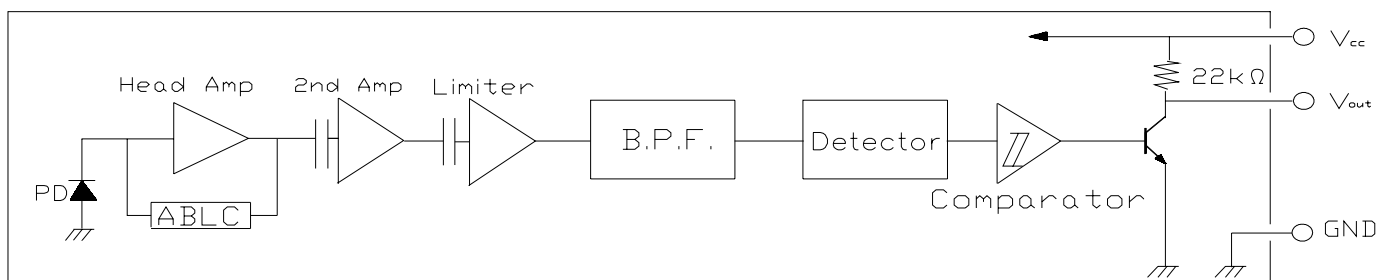 Vcc
22kΩ
Head Amp
2nd Amp
Limiter
Vout
B.P.F.
Detector
PD
ABLC
Comparator
GND